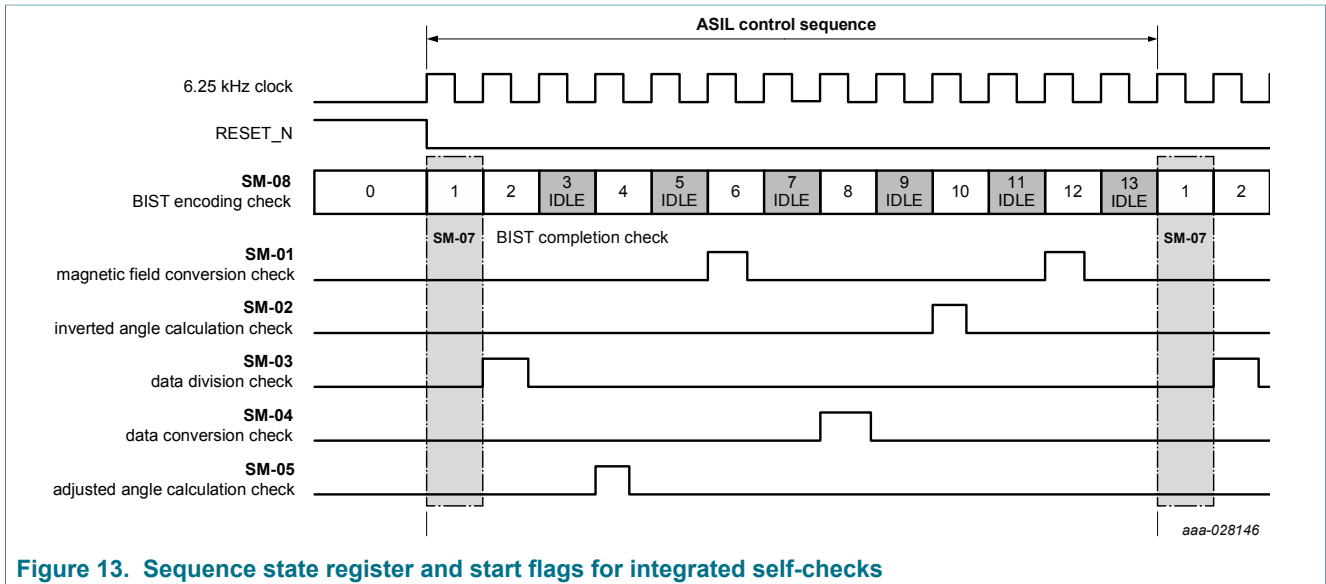 ASIL control sequence
6.25 kHz clock
RESET_N
SM-08
BIST encoding check
0
1
2
3
IDLE
4
5
IDLE
6
7
IDLE
8
9
IDLE
10
11
IDLE
12
13
IDLE
1
2
SM-07
BIST completion check
SM-07
SM-01
magnetic field conversion check
SM-02
inverted angle calculation check
SM-03
data division check
SM-04
data conversion check
SM-05
adjusted angle calculation check
aaa-028146
Figure 13. Sequence state register and start flags for integrated self-checks